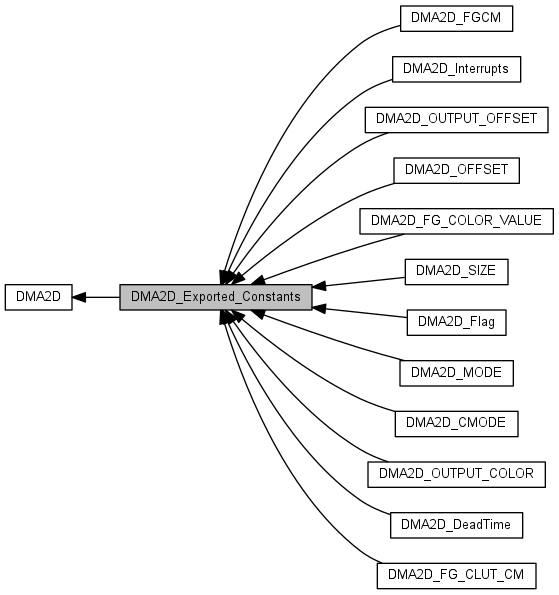 DMA2D_FGCM
DMA2D_Interrupts
DMA2D_OUTPUT_OFFSET
DMA2D_OFFSET
DMA2D_FG_COLOR_VALUE
DMA2D_SIZE
DMA2D
DMA2D_Exported_Constants
DMA2D_Flag
DMA2D_MODE
DMA2D_CMODE
DMA2D_OUTPUT_COLOR
DMA2D_DeadTime
DMA2D_FG_CLUT_CM